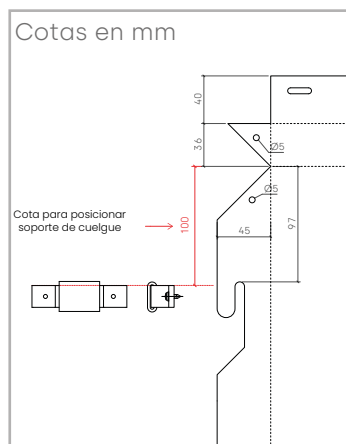 Cotas en mm
40
36
Ø5
Ø5
Cota para posicionar
soporte de cuelgue
100
45
97